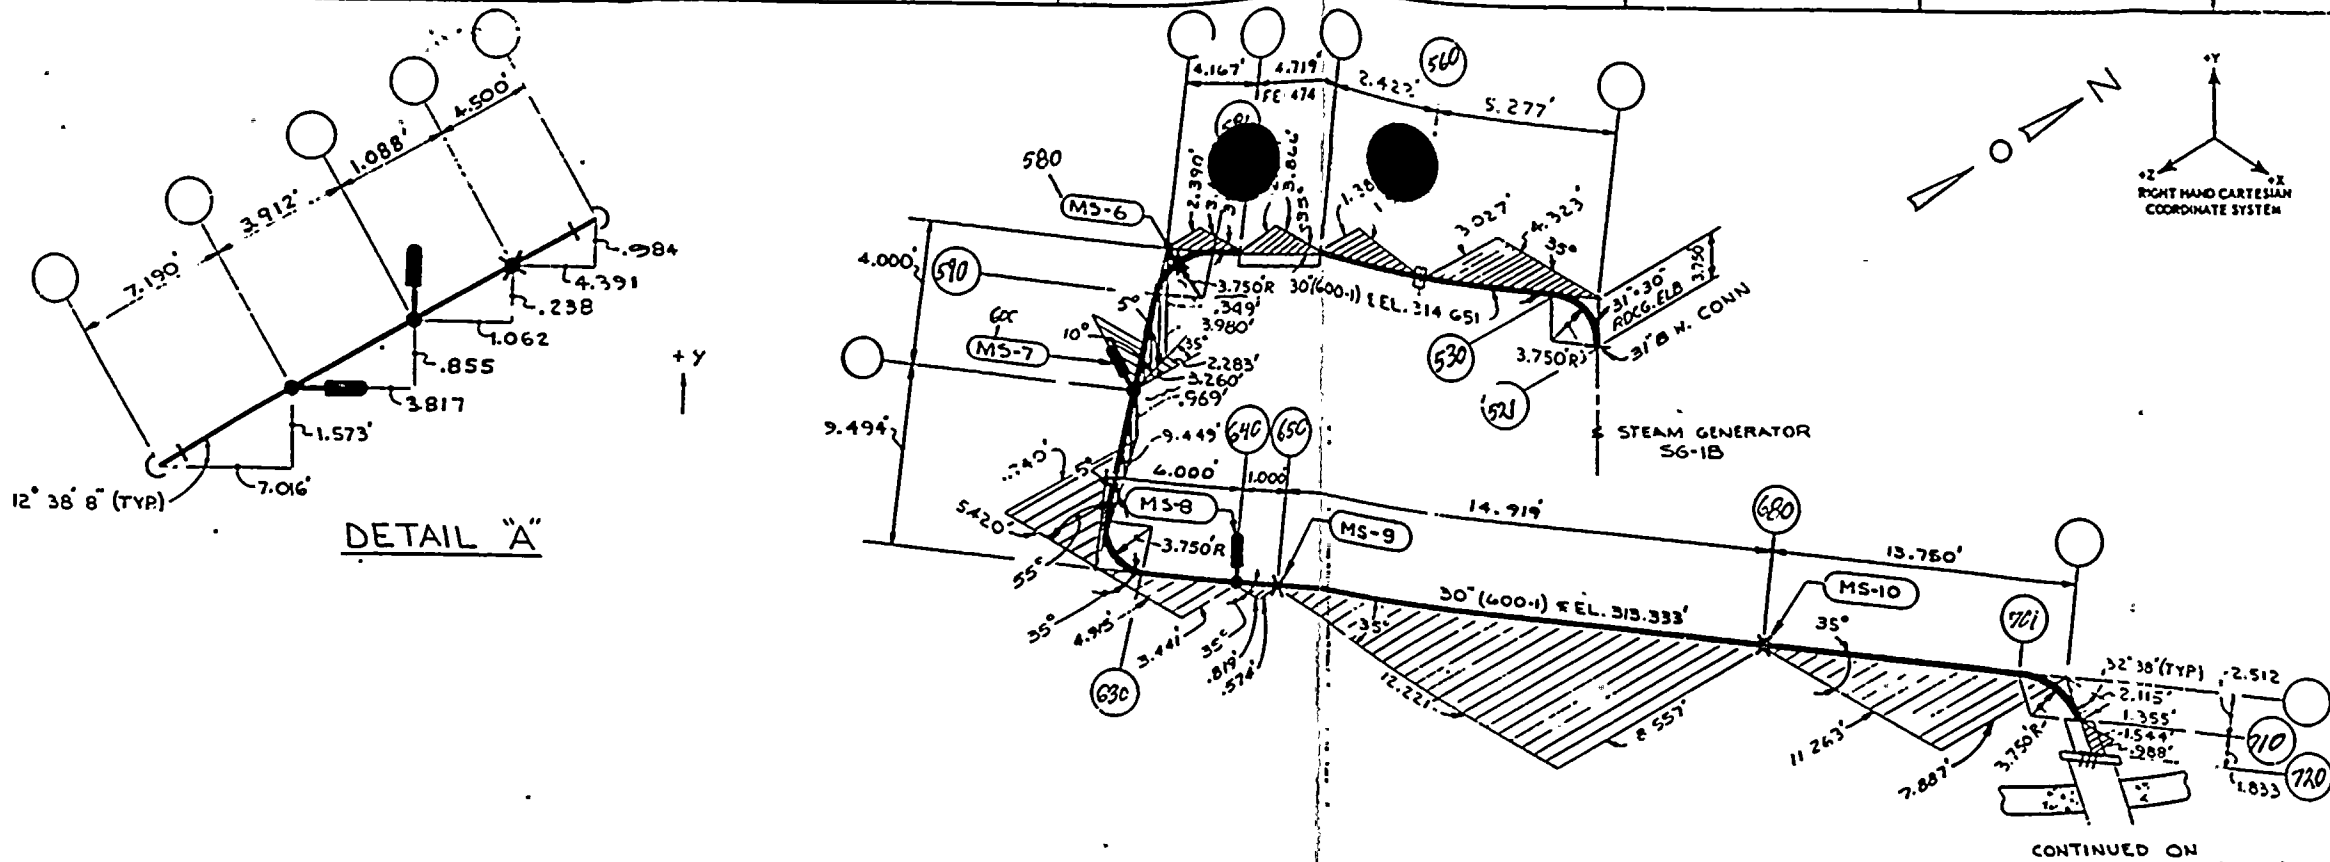 4.500'
1.088'
3.912'
7.190'
.984
4.391
.238
1.062
.855
3.817
1.573'
7.016'
12° 38' 8" (TYP.)
DETAIL "A"
+Y
4.167'
4.719'
FE 474
560
5.277'
580
MS-6
2.390'
3.866'
3.027'
4.323'
35°
3.750
31"x30"
RDCG. ELB
31" B.W. CONN
4.000'
590
3.750'R
.349'
3.980'
5°
10°
30"(600-1) ℄ EL. 314.651
530
3.750'R
521
MS-7
35°
2.283'
3.260'
.969'
9.494'
9.449'
640
650
STEAM GENERATOR
SG-1B
.740'
5°
6.000'
1.000'
14.919'
680
13.750'
MS-8
MS-9
MS-10
5.420'
55°
55°
3.750'R
35°
4.915'
3.441'
35°
.819'
.574'
630
30"(600-1) ℄ EL. 313.333'
35°
35°
12.221'
8.557'
11.263'
7.887'
701
32° 38' (TYP)
2.512
2.115'
1.355'
1.544'
.988'
3.750'R
710
720
1.833
CONTINUED ON
N
+Y
+Z
+X
RIGHT HAND CARTESIAN
COORDINATE SYSTEM